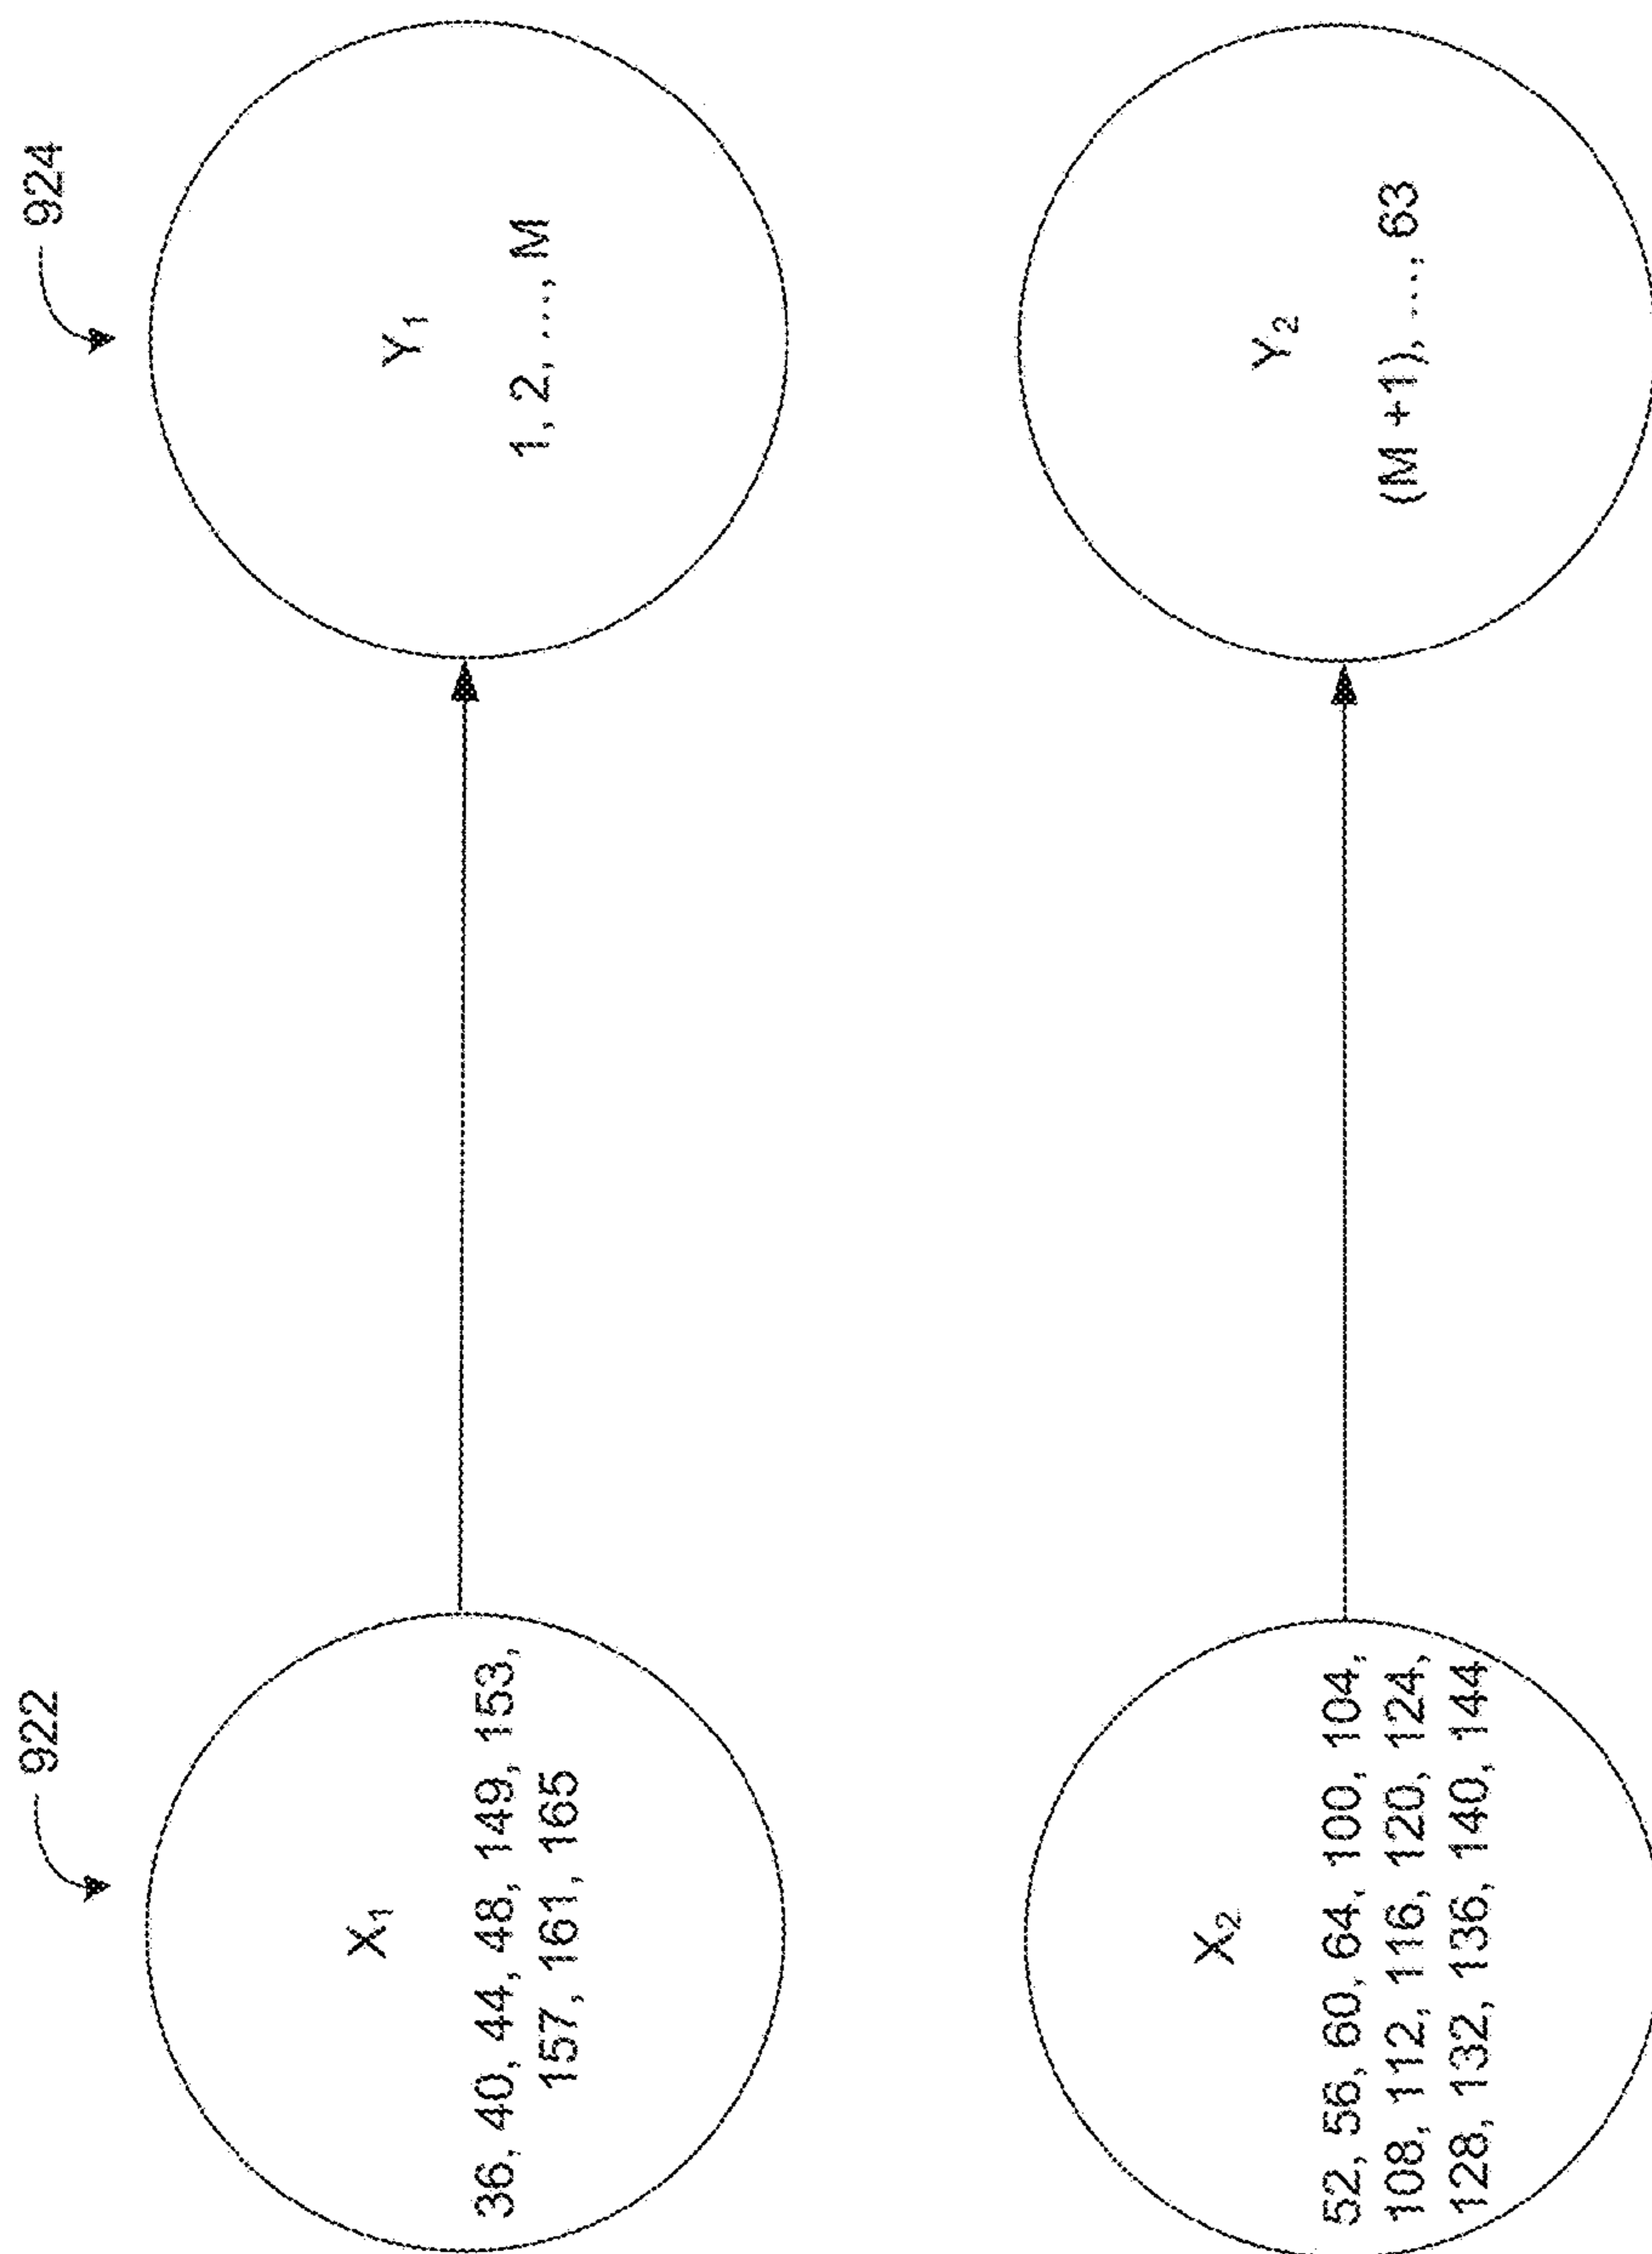 922
924
X₁
36, 40, 44, 48, 149, 153,
157, 161, 165
Y₁
1, 2, ..., M
X₂
52, 56, 60, 64, 100, 104,
108, 112, 116, 120, 124,
128, 132, 136, 140, 144
Y₂
(M +1), ..., 63